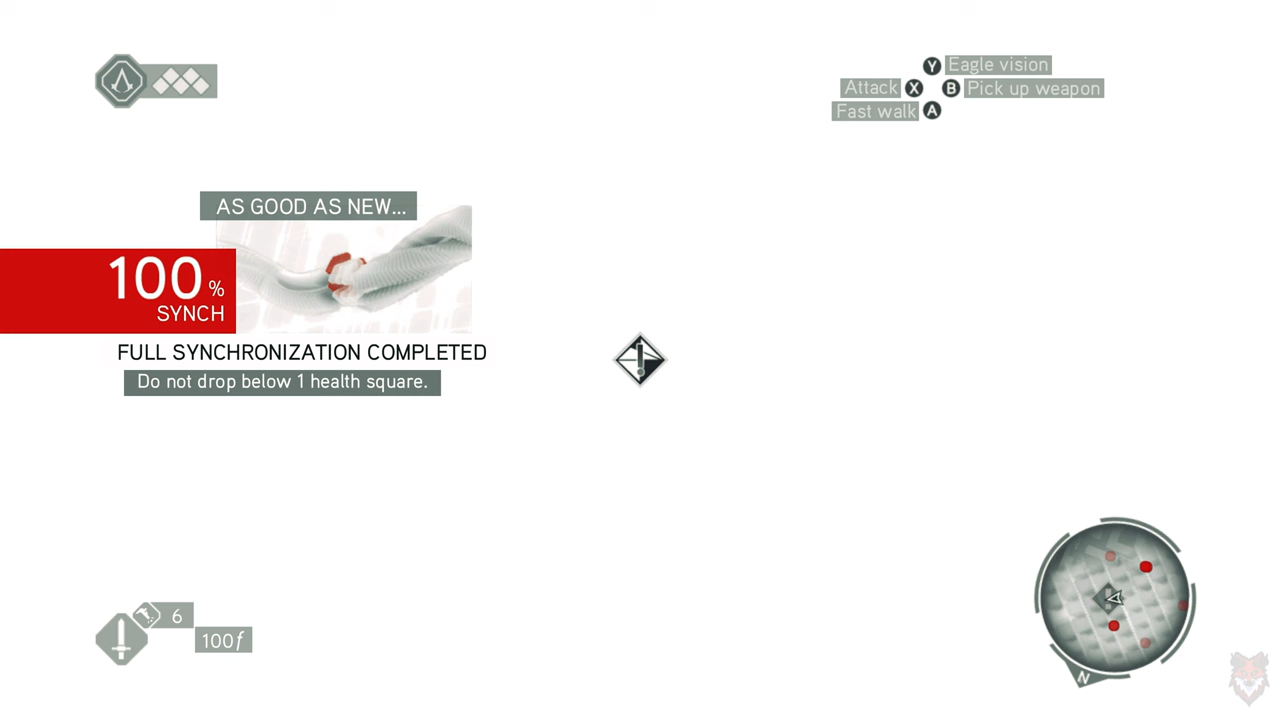 Y Eagle vision
Attack X B Pick up weapon
Fast walk A
AS GOOD AS NEW...
100%
SYNCH
FULL SYNCHRONIZATION COMPLETED
Do not drop below 1 health square.
6
100f
N